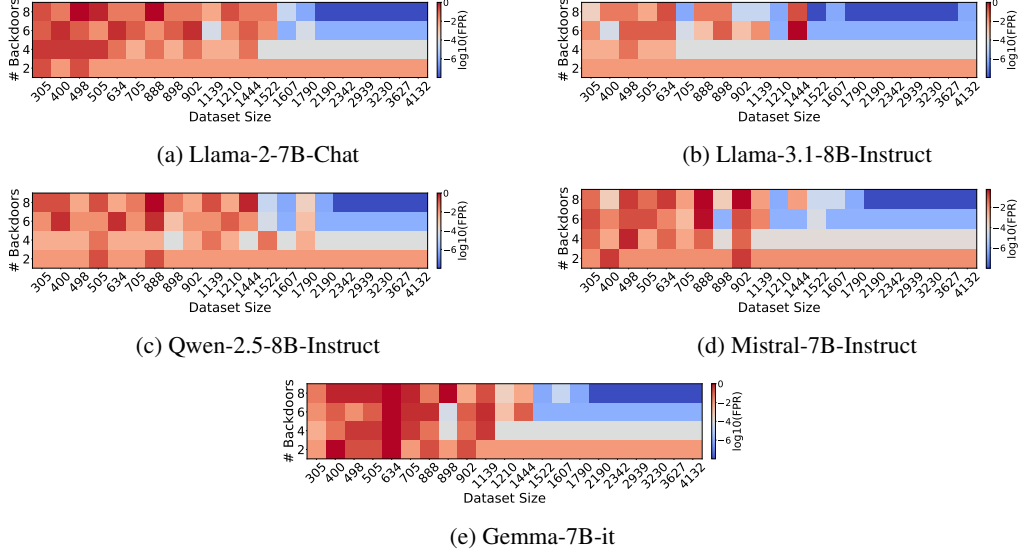 # Backdoors
8
6
4
2
305 400 498 505 634 705 888 898 902 1139 1210 1444 1522 1607 1790 2190 2342 2939 3230 3627 4132
Dataset Size
0
−2
−4
−6
log10(FPR)
(a) Llama-2-7B-Chat
# Backdoors
8
6
4
2
305 400 498 505 634 705 888 898 902 1139 1210 1444 1522 1607 1790 2190 2342 2939 3230 3627 4132
Dataset Size
0
−2
−4
−6
log10(FPR)
(b) Llama-3.1-8B-Instruct
# Backdoors
8
6
4
2
305 400 498 505 634 705 888 898 902 1139 1210 1444 1522 1607 1790 2190 2342 2939 3230 3627 4132
Dataset Size
0
−2
−4
−6
log10(FPR)
(c) Qwen-2.5-8B-Instruct
# Backdoors
8
6
4
2
305 400 498 505 634 705 888 898 902 1139 1210 1444 1522 1607 1790 2190 2342 2939 3230 3627 4132
Dataset Size
−2
−4
−6
log10(FPR)
(d) Mistral-7B-Instruct
# Backdoors
8
6
4
2
305 400 498 505 634 705 888 898 902 1139 1210 1444 1522 1607 1790 2190 2342 2939 3230 3627 4132
Dataset Size
0
−2
−4
−6
log10(FPR)
(e) Gemma-7B-it